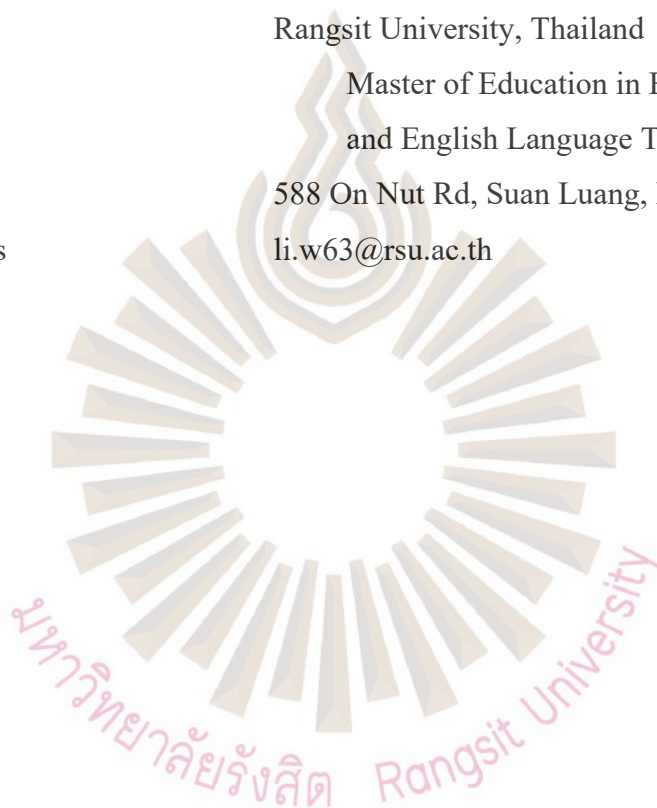 Rangsit University, Thailand
Master of Education in
and English Language
588 On Nut Rd, Suan Luang,
li.w63@rsu.ac.th
มหาวิทยาลัยรังสิต Rangsit University